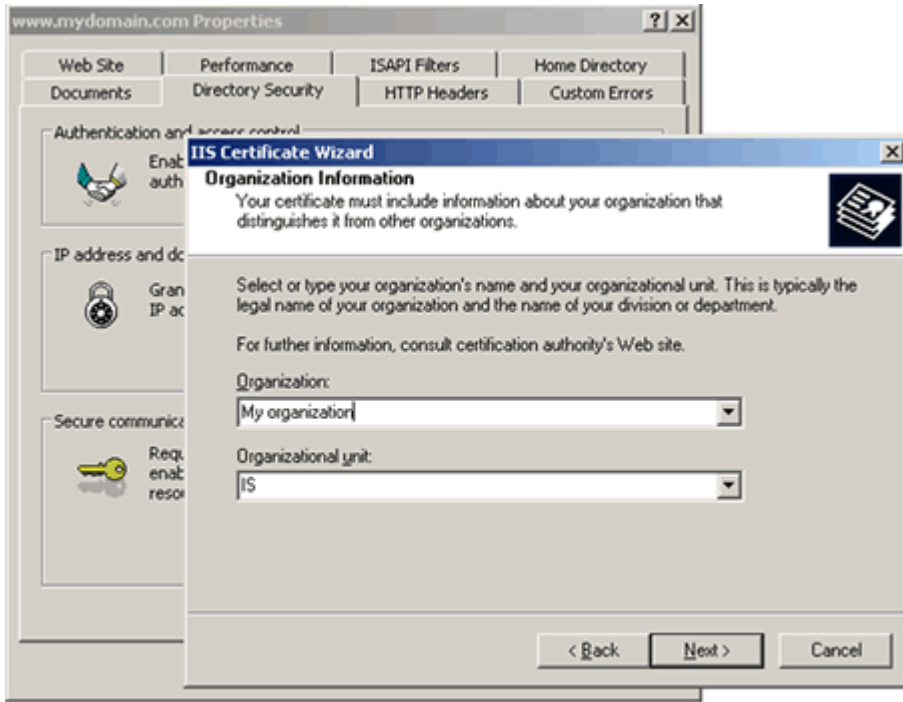 www.mydomain.com Properties
Web Site Performance ISAPI Filters Home Directory
Documents Directory Security HTTP Headers Custom Errors
Authentication and access control
Enab
auth
IP address and do
Gran
IP ac
Secure communica
Requ
enab
resou
IIS Certificate Wizard
Organization Information
Your certificate must include information about your organization that
distinguishes it from other organizations.
Select or type your organization's name and your organizational unit. This is typically the
legal name of your organization and the name of your division or department.
For further information, consult certification authority's Web site.
Organization:
My organization
Organizational unit:
IS
< Back Next > Cancel